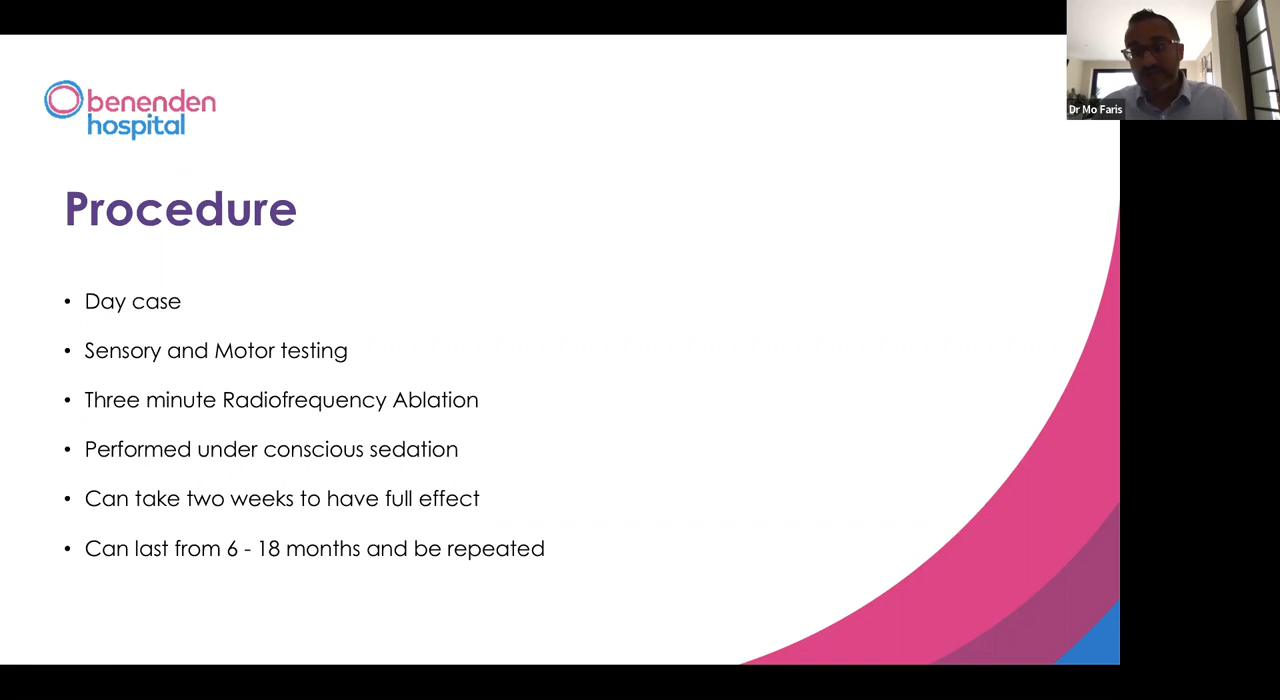 benenden
hospital
Dr Mo Faris
Procedure
• Day case
• Sensory and Motor testing
• Three minute Radiofrequency Ablation
• Performed under conscious sedation
• Can take two weeks to have full effect
• Can last from 6 - 18 months and be repeated